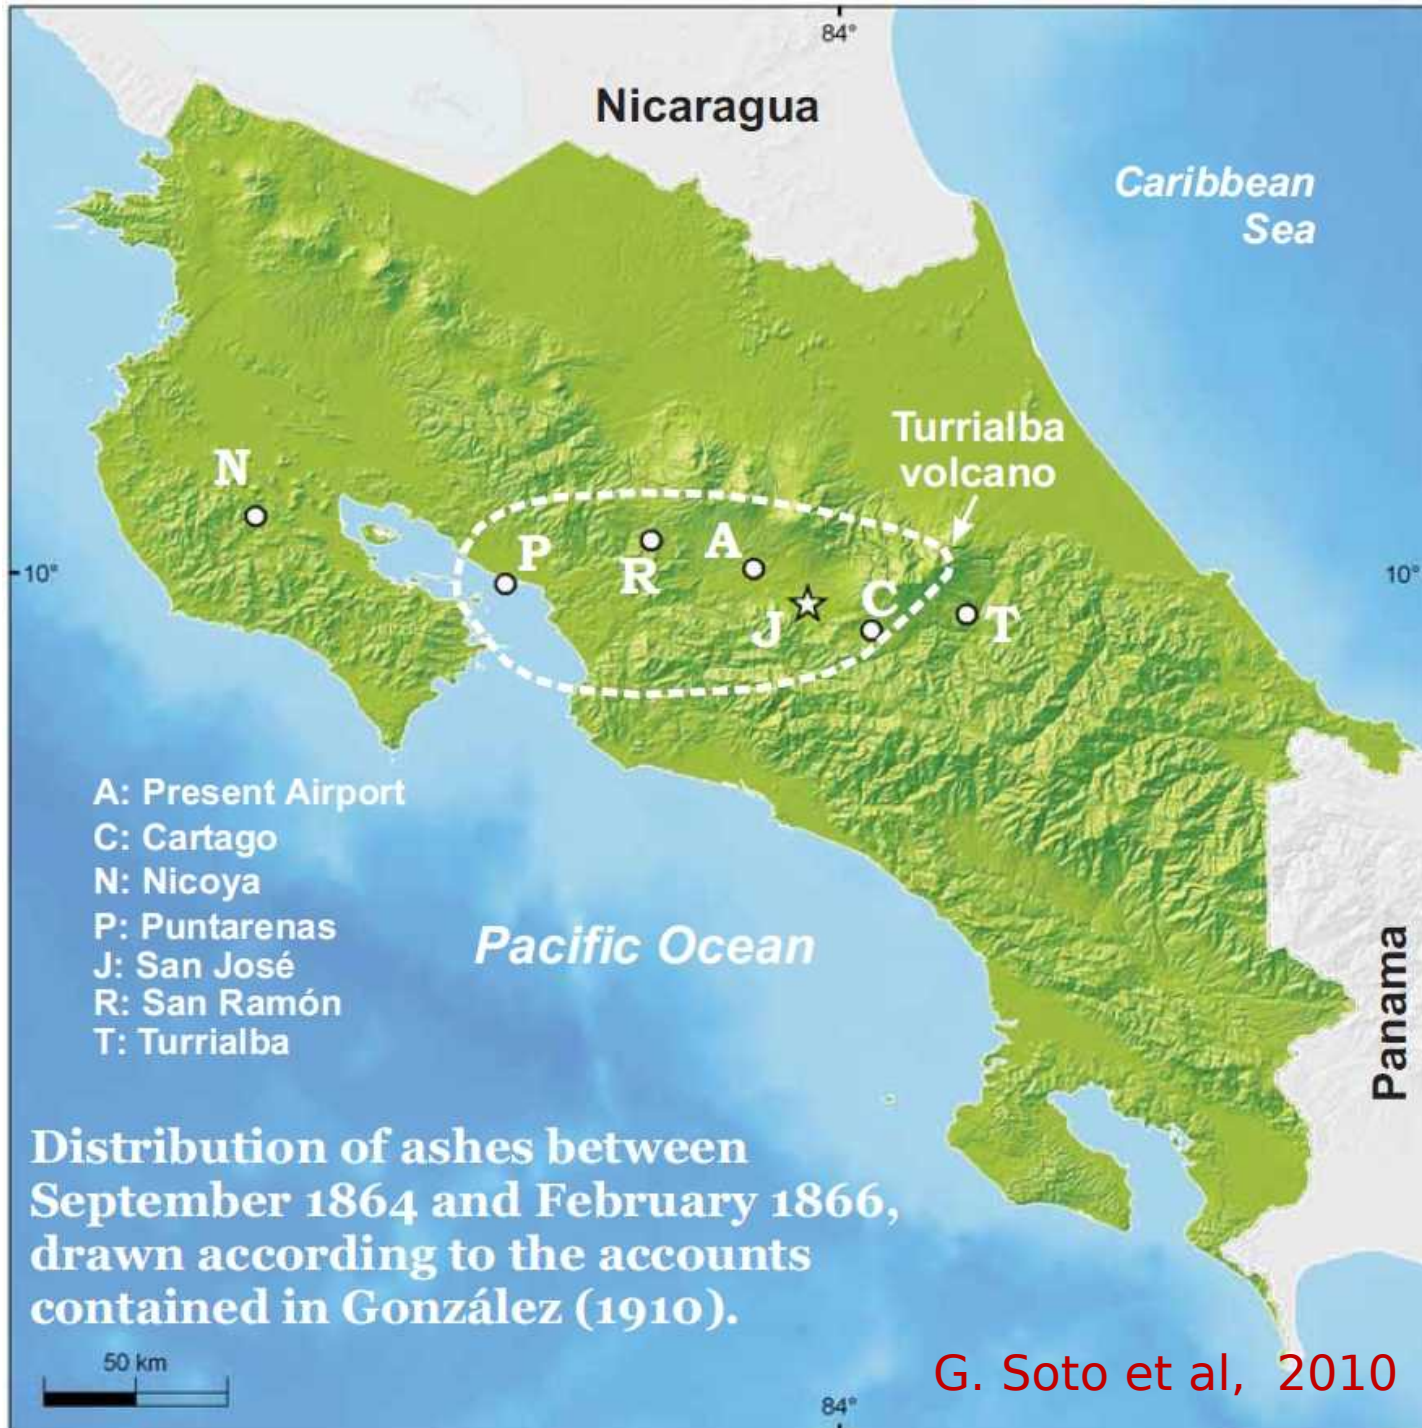 84°
Nicaragua
Caribbean
Sea
Turrialba
volcano
N
P
R
A
J
C
T
10°
10°
A: Present Airport
C: Cartago
N: Nicoya
P: Puntarenas
J: San José
R: San Ramón
T: Turrialba
Pacific Ocean
Panama
Distribution of ashes between
September 1864 and February 1866,
drawn according to the accounts
contained in González (1910).
50 km
84°
G. Soto et al, 2010